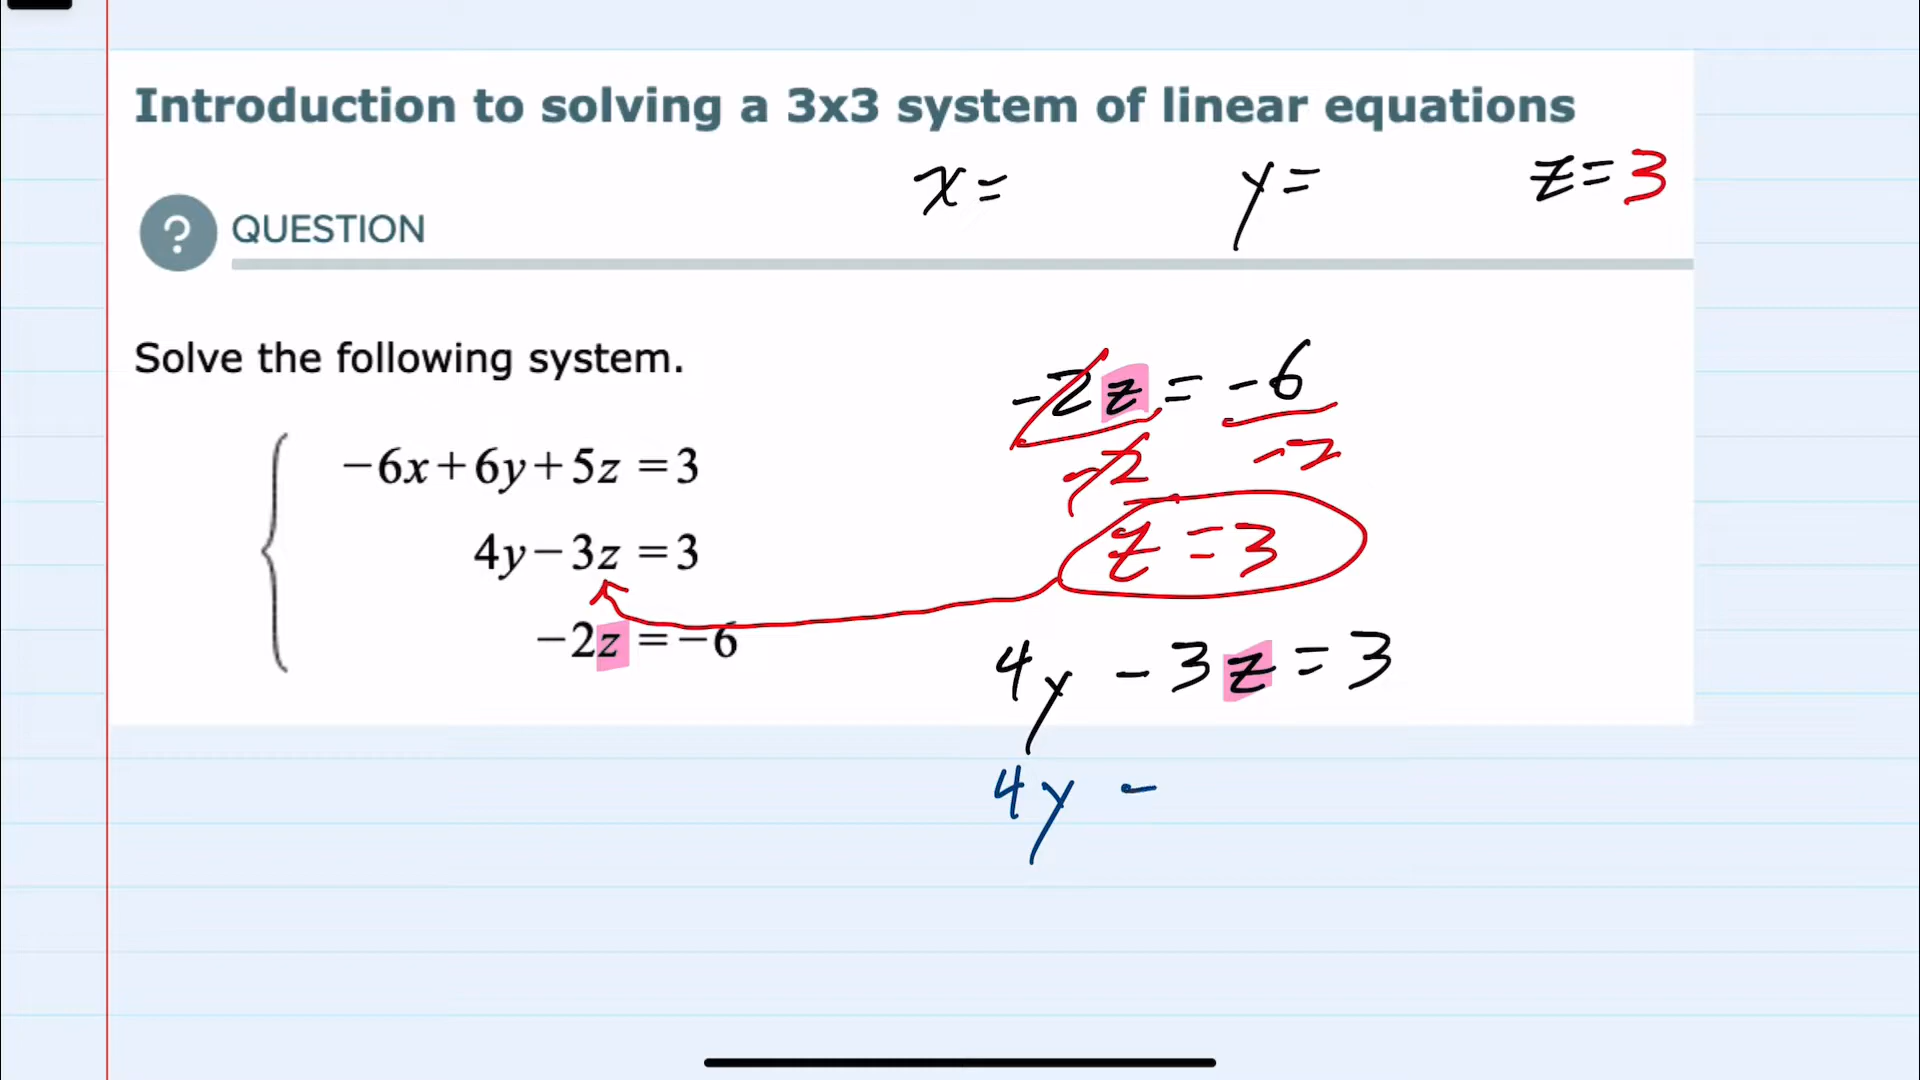 Introduction to solving a 3x3 system of linear equations
x= y= z=3
? QUESTION
Solve the following system.
−6x+6y+5z =3
4y−3z =3
−2z =−6
-2z = -6
-2 -2
z = 3
4y - 3z = 3
4y -